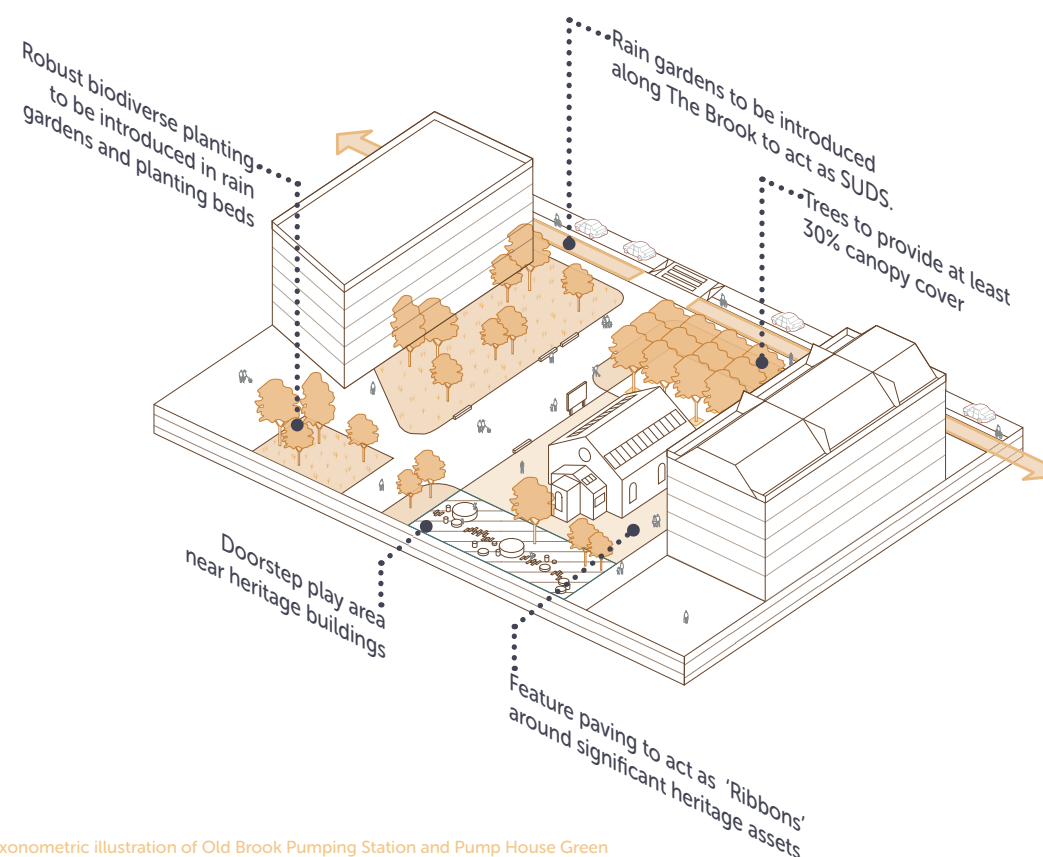 Robust biodiverse planting
to be introduced in rain
gardens and planting beds
Rain gardens to be introduced
along The Brook to act as SUDS.
Trees to provide at least
30% canopy cover
Doorstep play area
near heritage buildings
Feature paving to act as 'Ribbons'
around significant heritage assets
xonometric illustration of Old Brook Pumping Station and Pump House Green